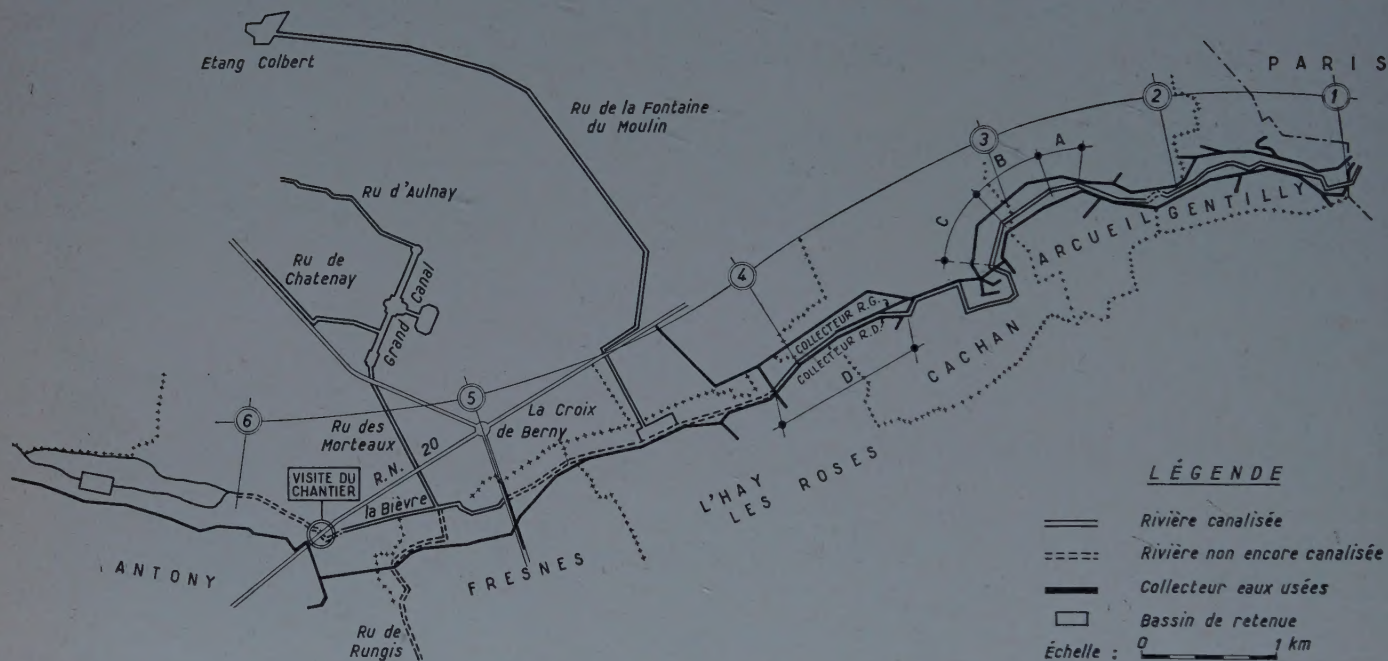 Etang Colbert
Ru de la Fontaine
du Moulin
PARIS
1
2
3
A
B
C
Ru d'Aulnay
Ru de
Chatenay
Grand Canal
4
ARCUEIL
GENTILLY
COLLECTEUR R.G.
COLLECTEUR R.D.
D
CACHAN
5
6
La Croix
de Berny
Ru des
Morteaux
R.N. 20
VISITE DU
CHANTIER
la Bièvre
L'HAY
LES ROSES
ANTONY
FRESNES
Ru de
Rungis
LÉGENDE
Rivière canalisée
Rivière non encore canalisée
Collecteur eaux usées
Bassin de retenue
Échelle : 0 1 km